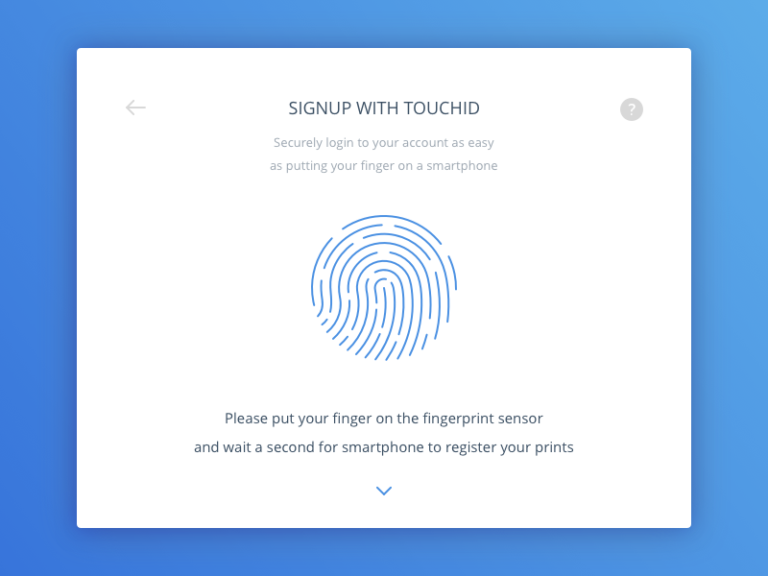 SIGNUP WITH TOUCHID
?
Securely login to your account as easy
as putting your finger on a smartphone
Please put your finger on the fingerprint sensor
and wait a second for smartphone to register your prints